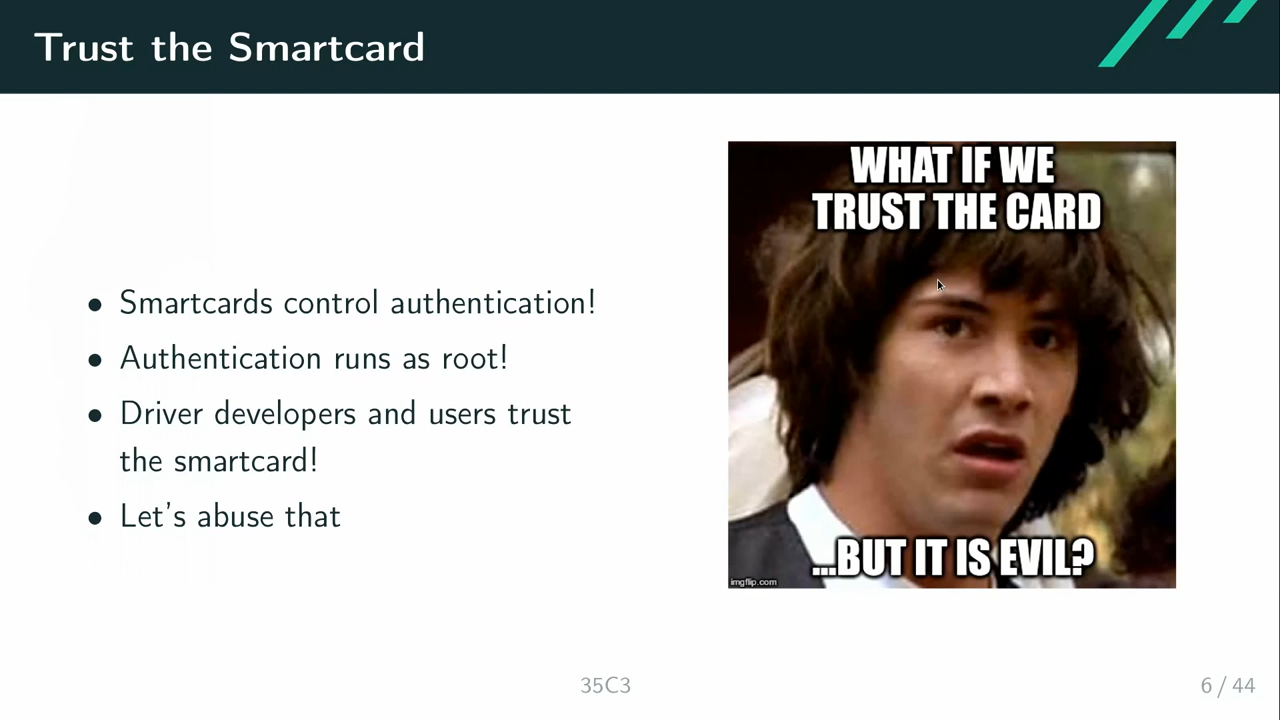 Trust the Smartcard
• Smartcards control authentication!
• Authentication runs as root!
• Driver developers and users trust
the smartcard!
• Let's abuse that
WHAT IF WE
TRUST THE CARD
...BUT IT IS EVIL?
imgflip.com
35C3
6 / 44